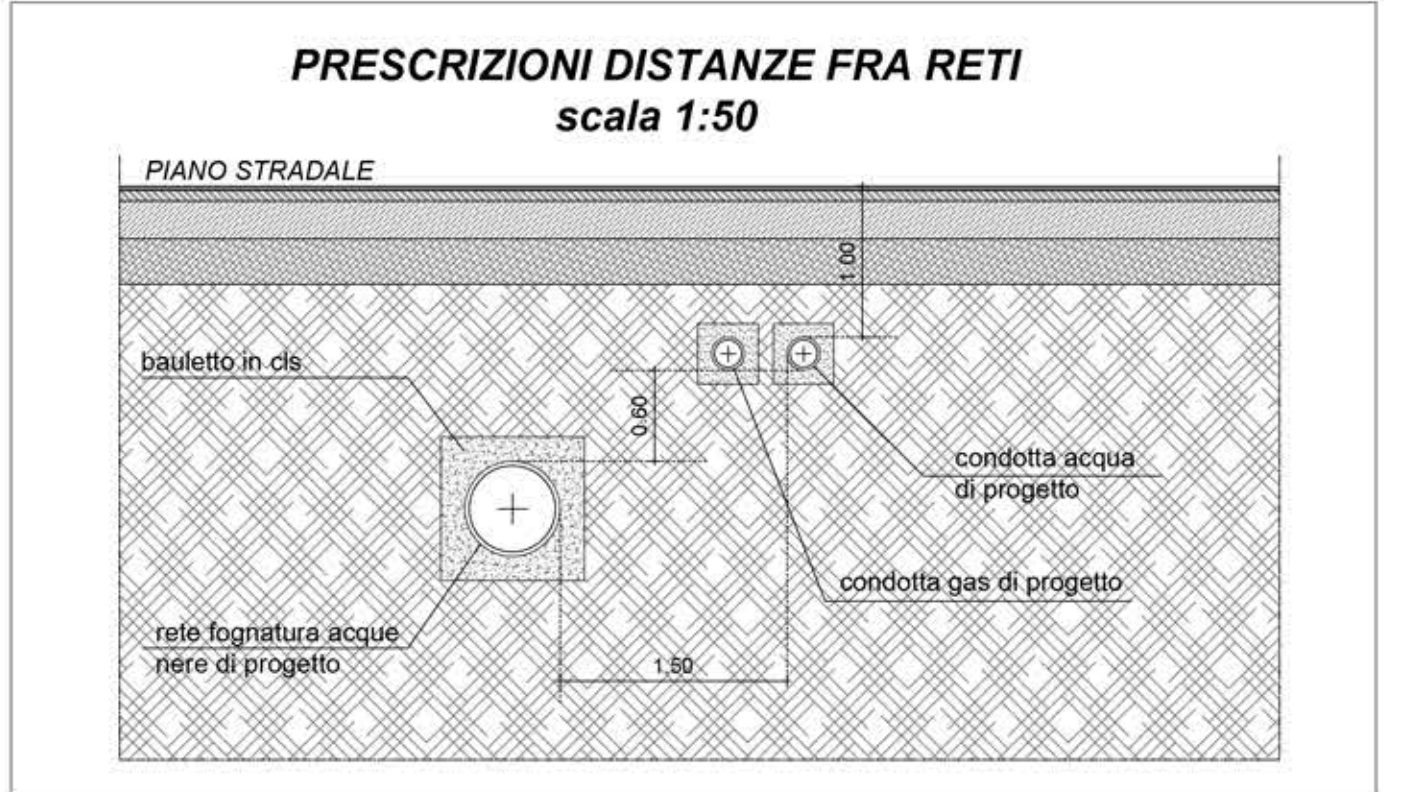 PRESCRIZIONI DISTANZE FRA RETI
scala 1:50
PIANO STRADALE
1.00
bauletto in cls
0.60
condotta acqua
di progetto
condotta gas di progetto
rete fognatura acque
nere di progetto
1.50